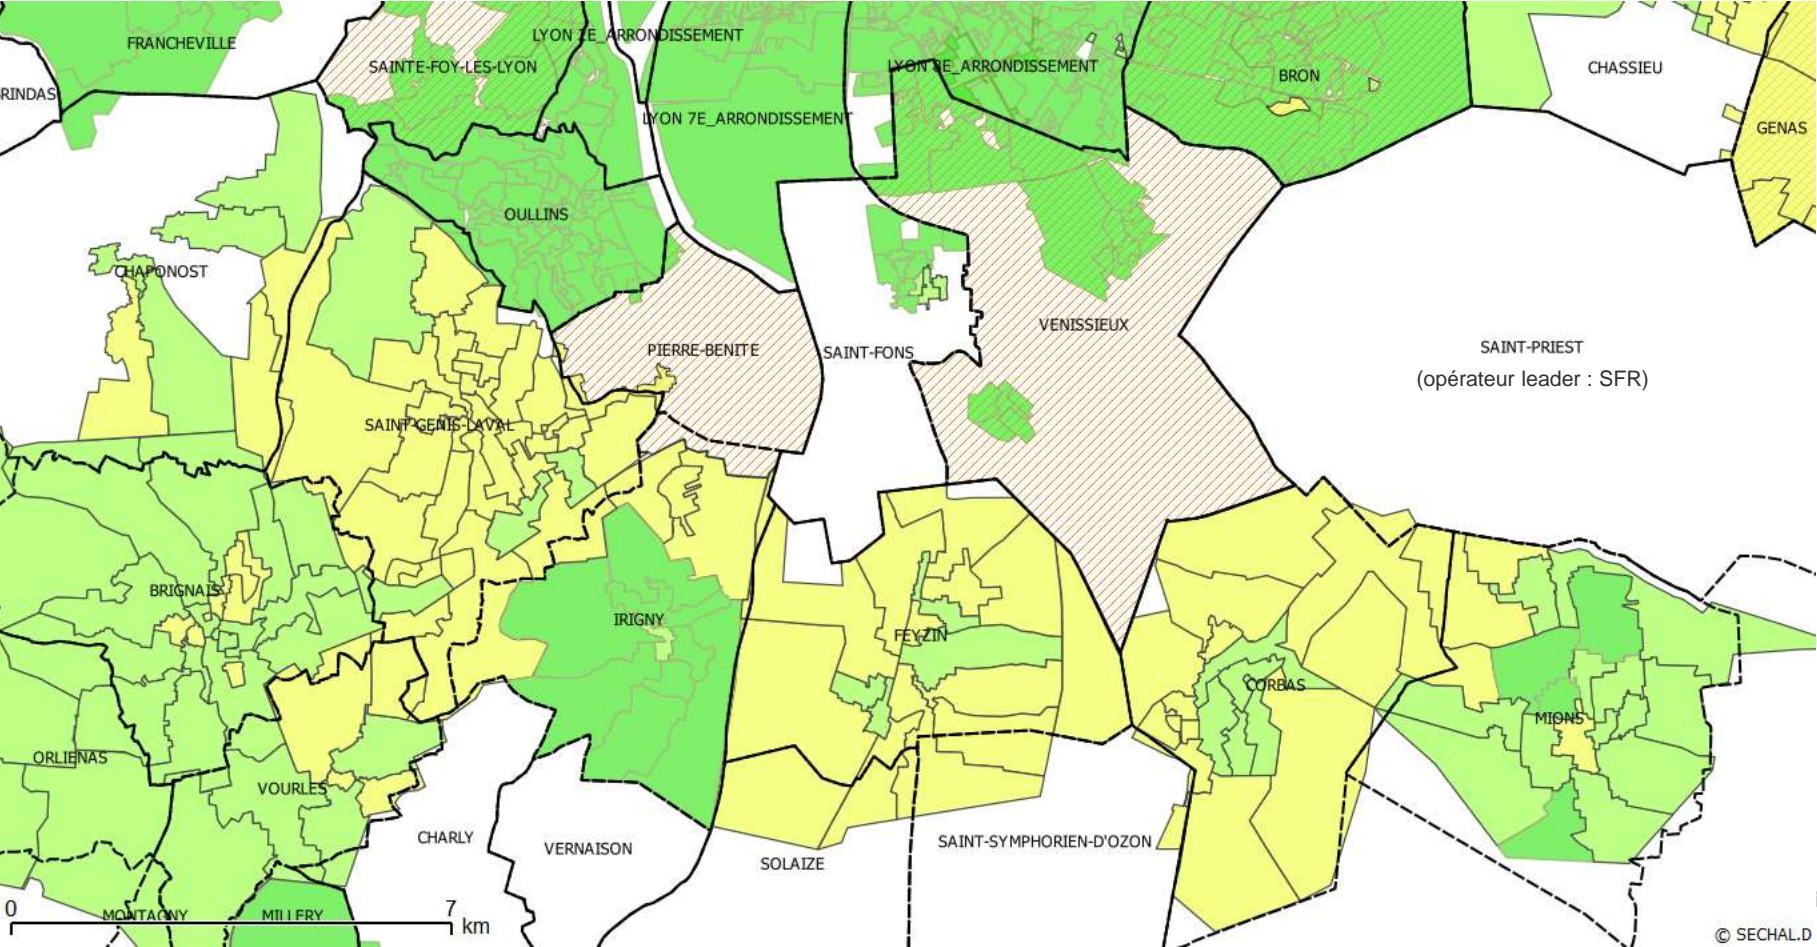 LYON 2E_ARRONDISSEMENT
FRANCHEVILLE
SAINTE-FOY-LES-LYON
LYON 8E_ARRONDISSEMENT
CHASSIEU
BRON
RINDAS
LYON 7E_ARRONDISSEMENT
GENAS
OULLINS
CHAPONOST
VENISSIEUX
SAINT-PRIEST
PIERRE-BENITE
SAINT-FONS
(opérateur leader : SFR)
SAINT-GENIS-LAVAL
BRIGNAIS
IRIGNY
FEYZIN
CORBAS
MIONS
ORLIENAS
VOURLES
CHARLY
SAINT-SYMPHORIEN-D'OZON
VERNAISON
SOLAIZE
0
7
km
MONTAGNY
MILLERY
© SECHAL.D